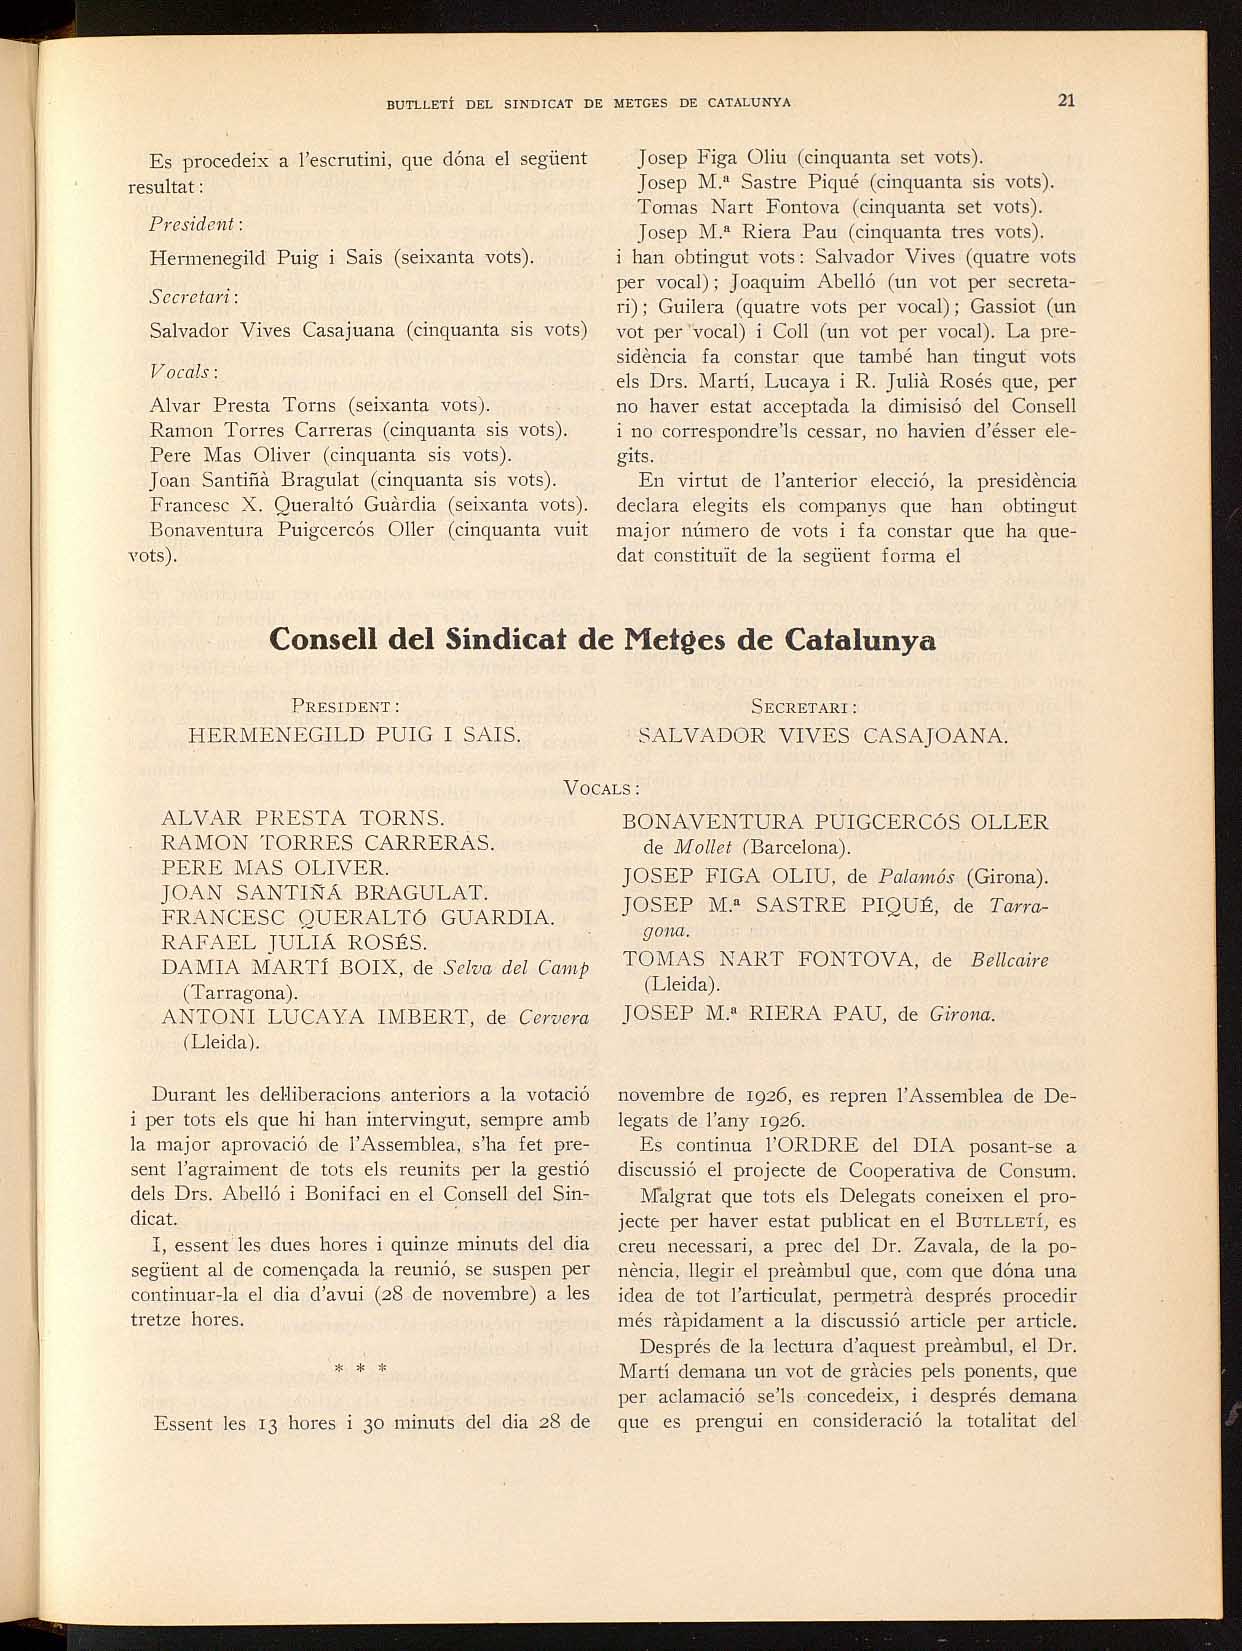 BUTLLETÍ DEL SINDICAT DE METGES DE CATALUNYA
21
Es procedeix a l'escrutini, que dóna el següent
resultat:
President:
Hermenegild Puig i Sais (seixanta vots).
Secretari:
Salvador Vives Casajuana (cinquanta sis vots)
Vocals:
Alvar Presta Torns (seixanta vots).
Ramon Torres Carreras (cinquanta sis vots).
Pere Mas Oliver (cinquanta sis vots).
Joan Santiñà Bragulat (cinquanta sis vots).
Francesc X. Queraltó Guàrdia (seixanta vots).
Bonaventura Puigcercós Oller (cinquanta vuit
vots).
Josep Figa Oliu (cinquanta set vots).
Josep M.ª Sastre Piqué (cinquanta sis vots).
Tomas Nart Fontova (cinquanta set vots).
Josep M.ª Riera Pau (cinquanta tres vots).
i han obtingut vots: Salvador Vives (quatre vots
per vocal); Joaquim Abelló (un vot per secreta-
ri); Guilera (quatre vots per vocal); Gassiot (un
vot per vocal) i Coll (un vot per vocal). La pre-
sidència fa constar que també han tingut vots
els Drs. Martí, Lucaya i R. Julià Rosés que, per
no haver estat acceptada la dimisisó del Consell
i no correspondre'ls cessar, no havien d'ésser ele-
gits.
En virtut de l'anterior elecció, la presidència
declara elegits els companys que han obtingut
major número de vots i fa constar que ha que-
dat constituït de la següent forma el
Consell del Sindicat de Metges de Catalunya
PRESIDENT:
HERMENEGILD PUIG I SAIS.
SECRETARI:
SALVADOR VIVES CASAJOANA.
VOCALS:
ALVAR PRESTA TORNS.
RAMON TORRES CARRERAS.
PERE MAS OLIVER.
JOAN SANTIÑÁ BRAGULAT.
FRANCESC QUERALTÓ GUARDIA.
RAFAEL JULIÁ ROSÉS.
DAMIA MARTÍ BOIX, de Selva del Camp
(Tarragona).
ANTONI LUCAYA IMBERT, de Cervera
(Lleida).
BONAVENTURA PUIGCERCÓS OLLER
de Mollet (Barcelona).
JOSEP FIGA OLIU, de Palamós (Girona).
JOSEP M.ª SASTRE PIQUÉ, de Tarra-
gona.
TOMAS NART FONTOVA, de Bellcaire
(Lleida).
JOSEP M.ª RIERA PAU, de Girona.
Durant les del·liberacions anteriors a la votació
i per tots els que hi han intervingut, sempre amb
la major aprovació de l'Assemblea, s'ha fet pre-
sent l'agraiment de tots els reunits per la gestió
dels Drs. Abelló i Bonifaci en el Consell del Sin-
dicat.
I, essent les dues hores i quinze minuts del dia
següent al de començada la reunió, se suspen per
continuar-la el dia d'avui (28 de novembre) a les
tretze hores.
* * *
Essent les 13 hores i 30 minuts del dia 28 de
novembre de 1926, es repren l'Assemblea de De-
legats de l'any 1926.
Es continua l'ORDRE del DIA posant-se a
discussió el projecte de Cooperativa de Consum.
Malgrat que tots els Delegats coneixen el pro-
jecte per haver estat publicat en el BUTLLETÍ, es
creu necessari, a prec del Dr. Zavala, de la po-
nència, llegir el preàmbul que, com que dóna una
idea de tot l'articulat, permetrà després procedir
més ràpidament a la discussió article per article.
Després de la lectura d'aquest preàmbul, el Dr.
Martí demana un vot de gràcies pels ponents, que
per aclamació se'ls concedeix, i després demana
que es prengui en consideració la totalitat del